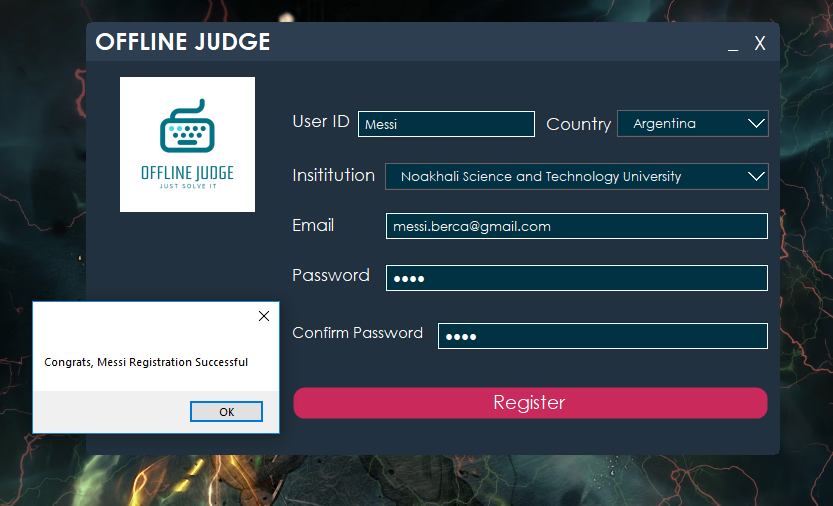 OFFLINE JUDGE
_ X
OFFLINE JUDGE
JUST SOLVE IT
User ID Messi Country Argentina
Insititution Noakhali Science and Technology University
Email messi.berca@gmail.com
Password ●●●●
Confirm Password ●●●●
Register
Congrats, Messi Registration Successful
OK